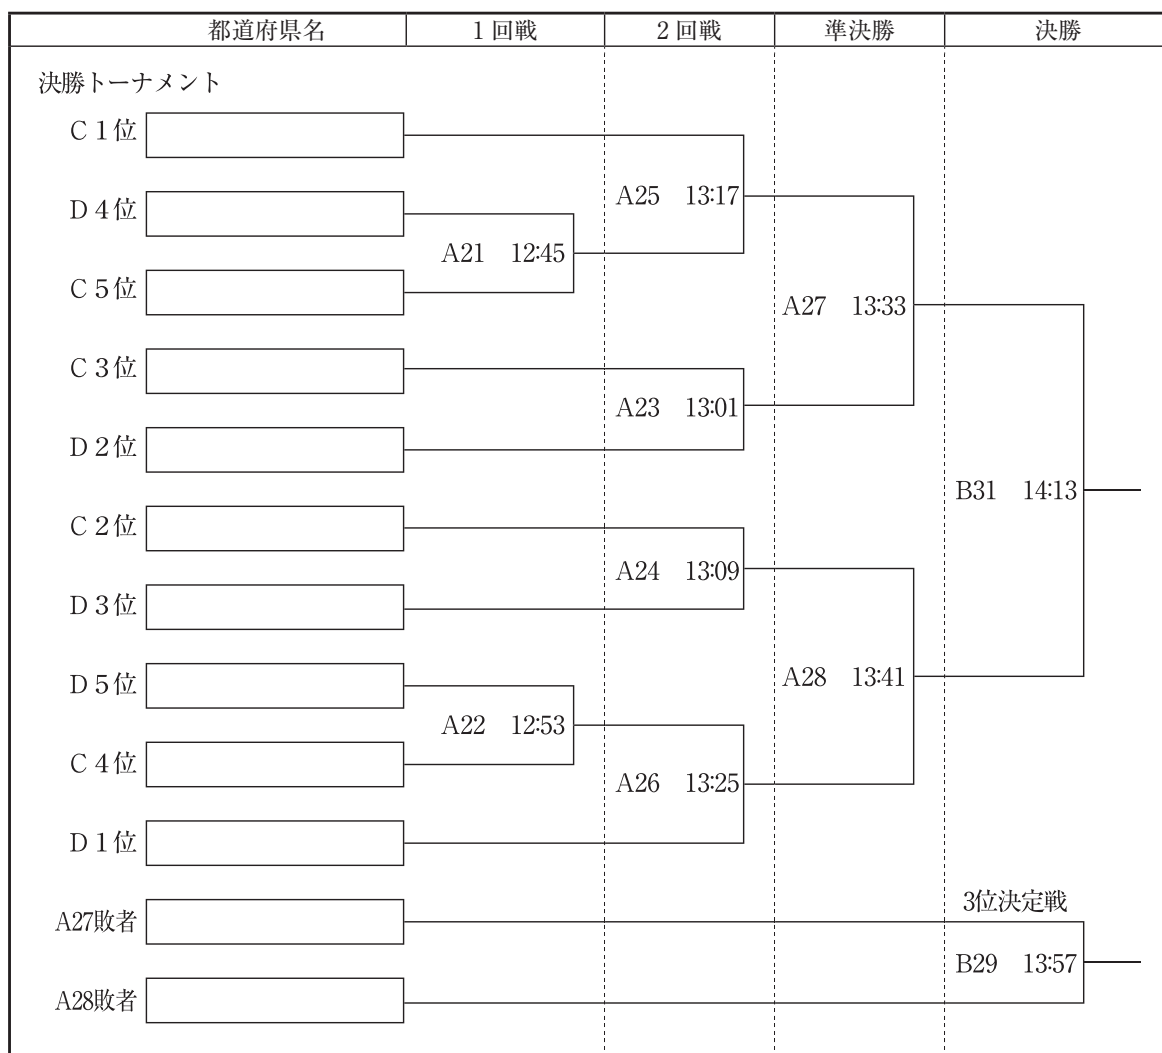 都道府県名 1回戦 2回戦 準決勝 決勝
決勝トーナメント
C1位
A25 13:17
D4位
A21 12:45
C5位
A27 13:33
C3位
A23 13:01
D2位
B31 14:13
C2位
A24 13:09
D3位
A28 13:41
D5位
A22 12:53
C4位
A26 13:25
D1位
3位決定戦
A27敗者
B29 13:57
A28敗者